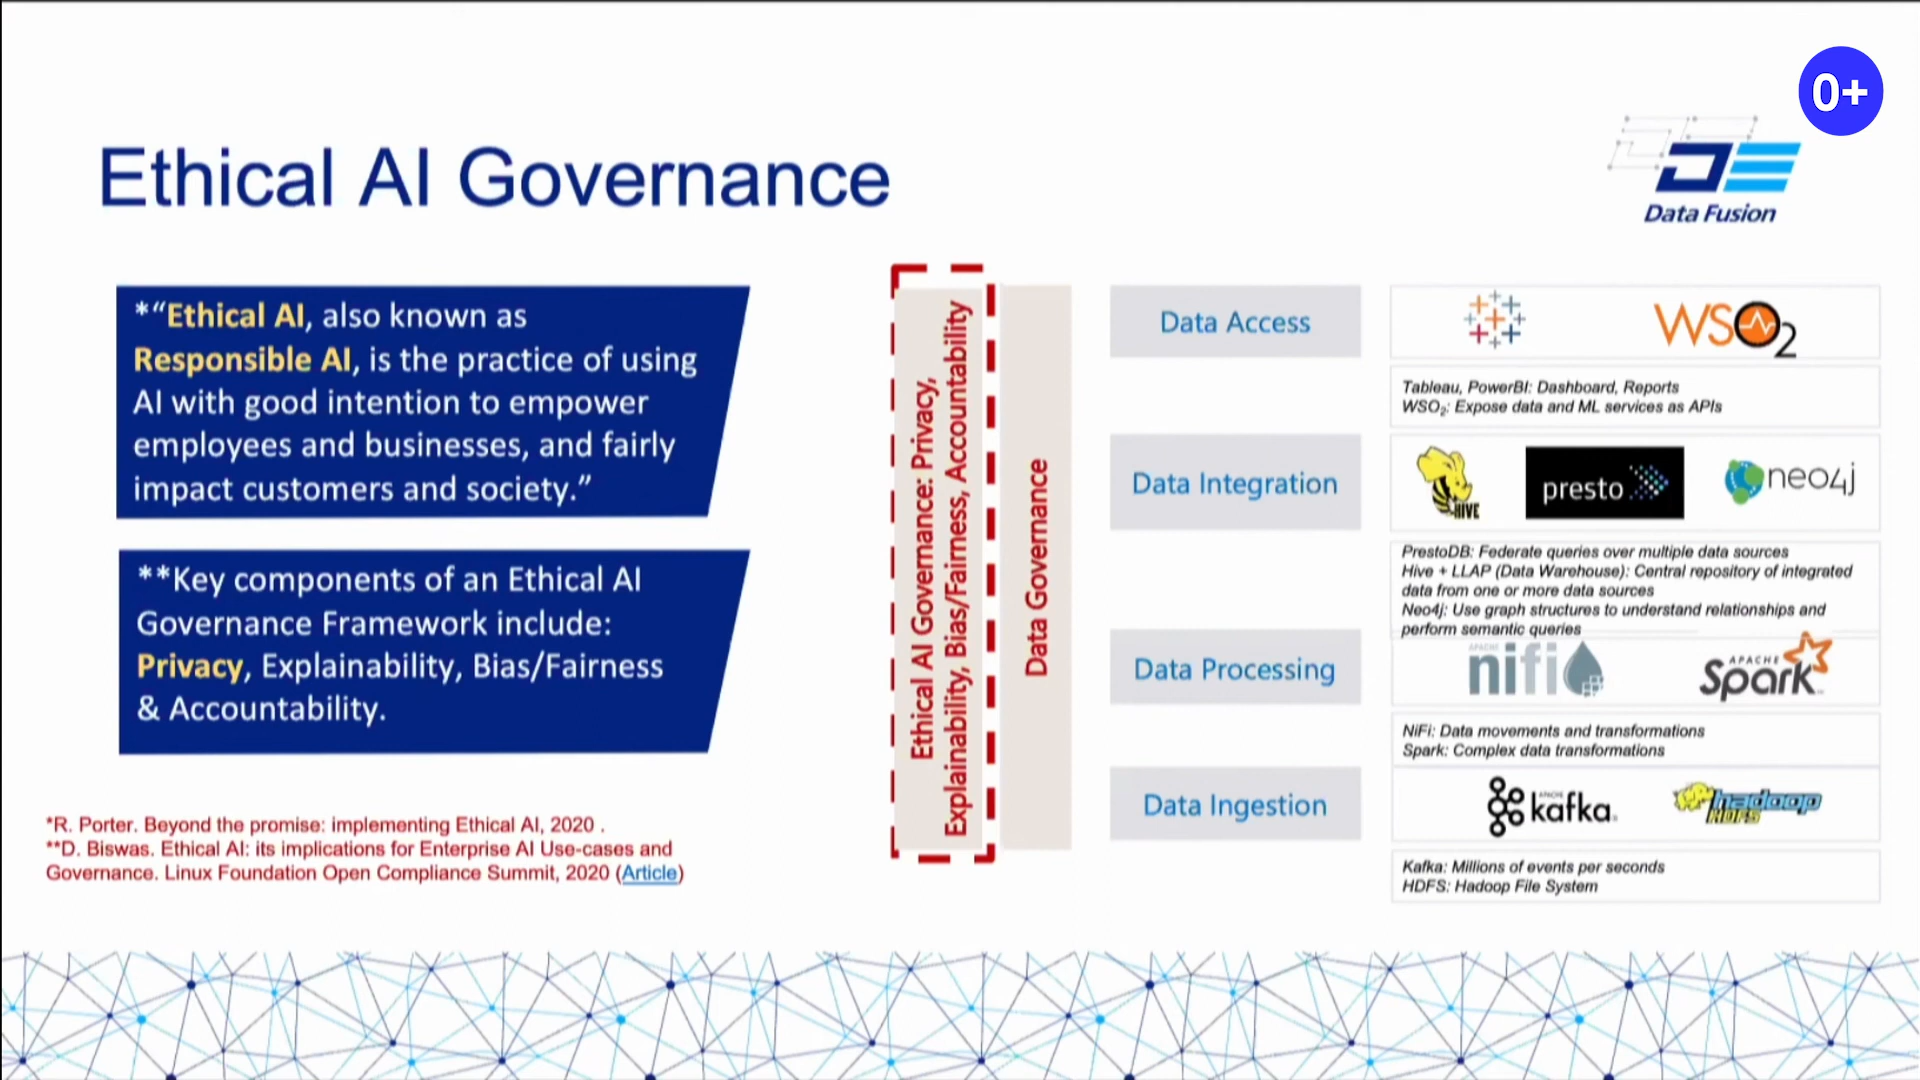 0+
Ethical AI Governance
Data Fusion
*“Ethical AI, also known as
Responsible AI, is the practice of using
AI with good intention to empower
employees and businesses, and fairly
impact customers and society.”
**Key components of an Ethical AI
Governance Framework include:
Privacy, Explainability, Bias/Fairness
& Accountability.
*R. Porter. Beyond the promise: implementing Ethical AI, 2020 .
**D. Biswas. Ethical AI: its implications for Enterprise AI Use-cases and
Governance. Linux Foundation Open Compliance Summit, 2020 (Article)
Ethical AI Governance: Privacy,
Explainability, Bias/Fairness, Accountability
Data Governance
Data Access
WSO2
Tableau, PowerBI: Dashboard, Reports
WSO₂: Expose data and ML services as APIs
Data Integration
HIVE
presto
neo4j
PrestoDB: Federate queries over multiple data sources
Hive + LLAP (Data Warehouse): Central repository of integrated
data from one or more data sources
Neo4j: Use graph structures to understand relationships and
perform semantic queries
Data Processing
APACHE
nifi
APACHE
Spark
NiFi: Data movements and transformations
Spark: Complex data transformations
Data Ingestion
APACHE
kafka
hadoop
HDFS
Kafka: Millions of events per seconds
HDFS: Hadoop File System